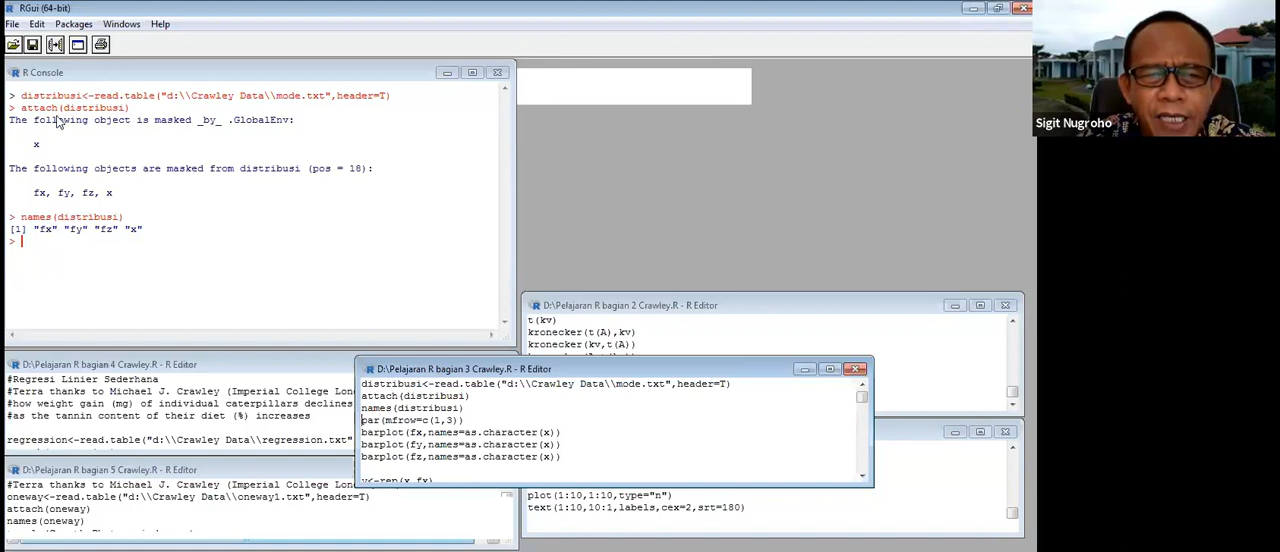 RGui (64-bit)
File Edit Packages Windows Help
R Console
> distribusi<-read.table("d:\\Crawley Data\\mode.txt",header=T)
> attach(distribusi)
The following object is masked _by_ .GlobalEnv:
x
The following objects are masked from distribusi (pos = 18):
fx, fy, fz, x
> names(distribusi)
[1] "fx" "fy" "fz" "x"
>
Sigit Nugroho
D:\Pelajaran R bagian 2 Crawley.R - R Editor
t(kv)
kronecker(t(A),kv)
kronecker(kv,t(A))
D:\Pelajaran R bagian 4 Crawley.R - R Editor
#Regresi Linier Sederhana
#Terra thanks to Michael J. Crawley (Imperial College Lon
#how weight gain (mg) of individual caterpillars declines
#as the tannin content of their diet (%) increases
regression<-read.table("d:\\Crawley Data\\regression.txt"
D:\Pelajaran R bagian 3 Crawley.R - R Editor
distribusi<-read.table("d:\\Crawley Data\\mode.txt",header=T)
attach(distribusi)
names(distribusi)
par(mfrow=c(1,3))
barplot(fx,names=as.character(x))
barplot(fy,names=as.character(x))
barplot(fz,names=as.character(x))
y<-rep(x,fx)
D:\Pelajaran R bagian 5 Crawley.R - R Editor
#Terra thanks to Michael J. Crawley (Imperial College Lon
oneway<-read.table("d:\\Crawley Data\\oneway1.txt",header=T)
attach(oneway)
names(oneway)
plot(1:10,1:10,type="n")
text(1:10,10:1,labels,cex=2,srt=180)